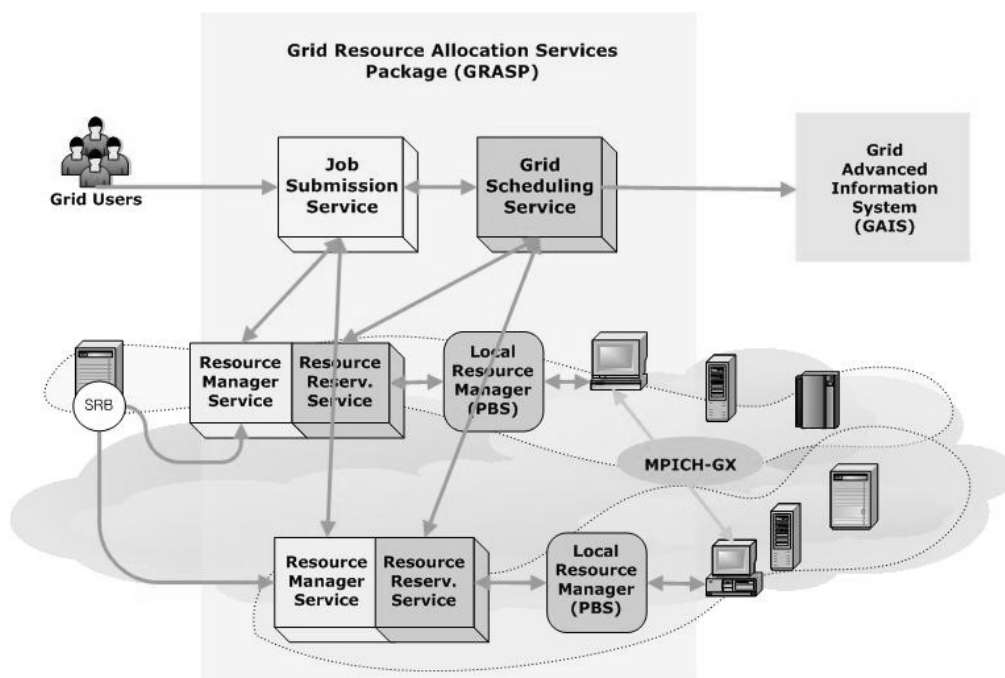 Grid Resource Allocation Services
Package (GRASP)
Grid Users
Job
Submission
Service
Grid
Scheduling
Service
Grid
Advanced
Information
System
(GAIS)
SRB
Resource
Manager
Service
Resource
Reserv.
Service
Local
Resource
Manager
(PBS)
MPICH-GX
Resource
Manager
Service
Resource
Reserv.
Service
Local
Resource
Manager
(PBS)